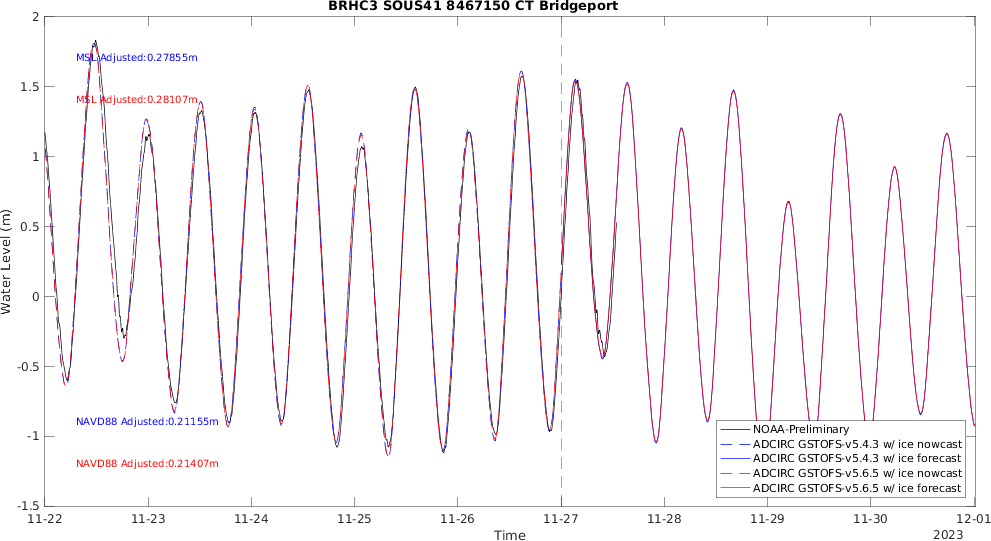 BRHC3 SOUS41 8467150 CT Bridgeport
2
1.5
1
0.5
0
-0.5
-1
-1.5
Water Level (m)
MSL Adjusted:0.27855m
MSL Adjusted:0.28107m
NAVD88 Adjusted:0.21155m
NAVD88 Adjusted:0.21407m
NOAA-Preliminary
ADCIRC GSTOFS-v5.4.3 w/ ice nowcast
ADCIRC GSTOFS-v5.4.3 w/ ice forecast
ADCIRC GSTOFS-v5.6.5 w/ ice nowcast
ADCIRC GSTOFS-v5.6.5 w/ ice forecast
11-22 11-23 11-24 11-25 11-26 11-27 11-28 11-29 11-30 12-01
Time
2023